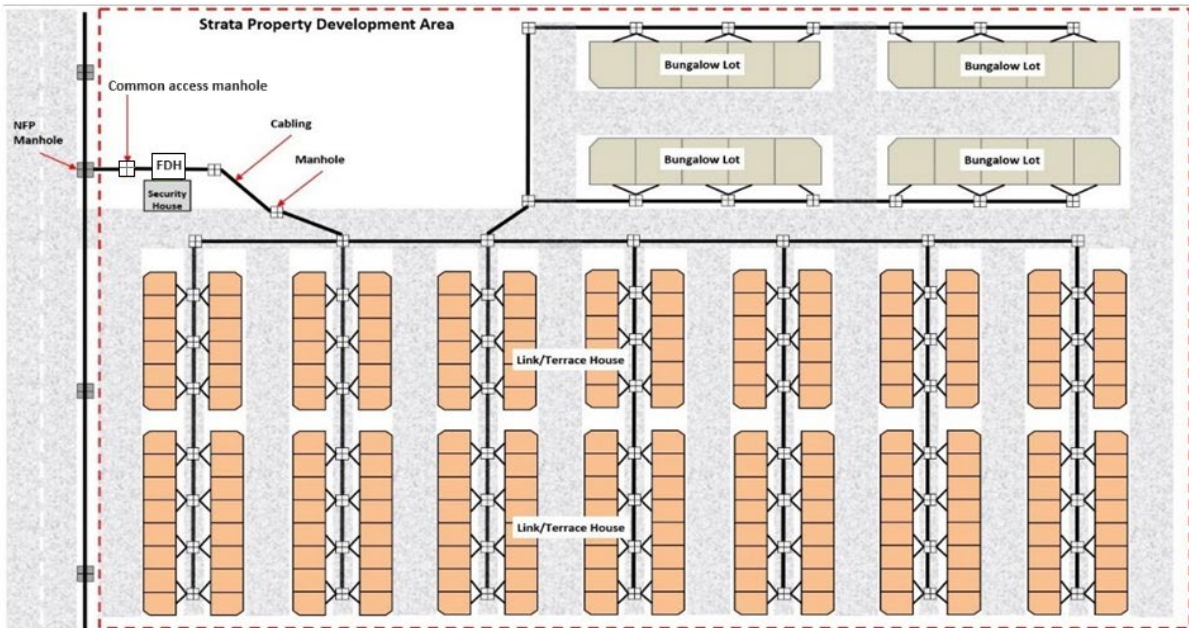 Strata Property Development Area
Common access manhole
NFP
Manhole
Cabling
Manhole
FDH
Security
House
Bungalow Lot
Bungalow Lot
Bungalow Lot
Bungalow Lot
Link/Terrace House
Link/Terrace House